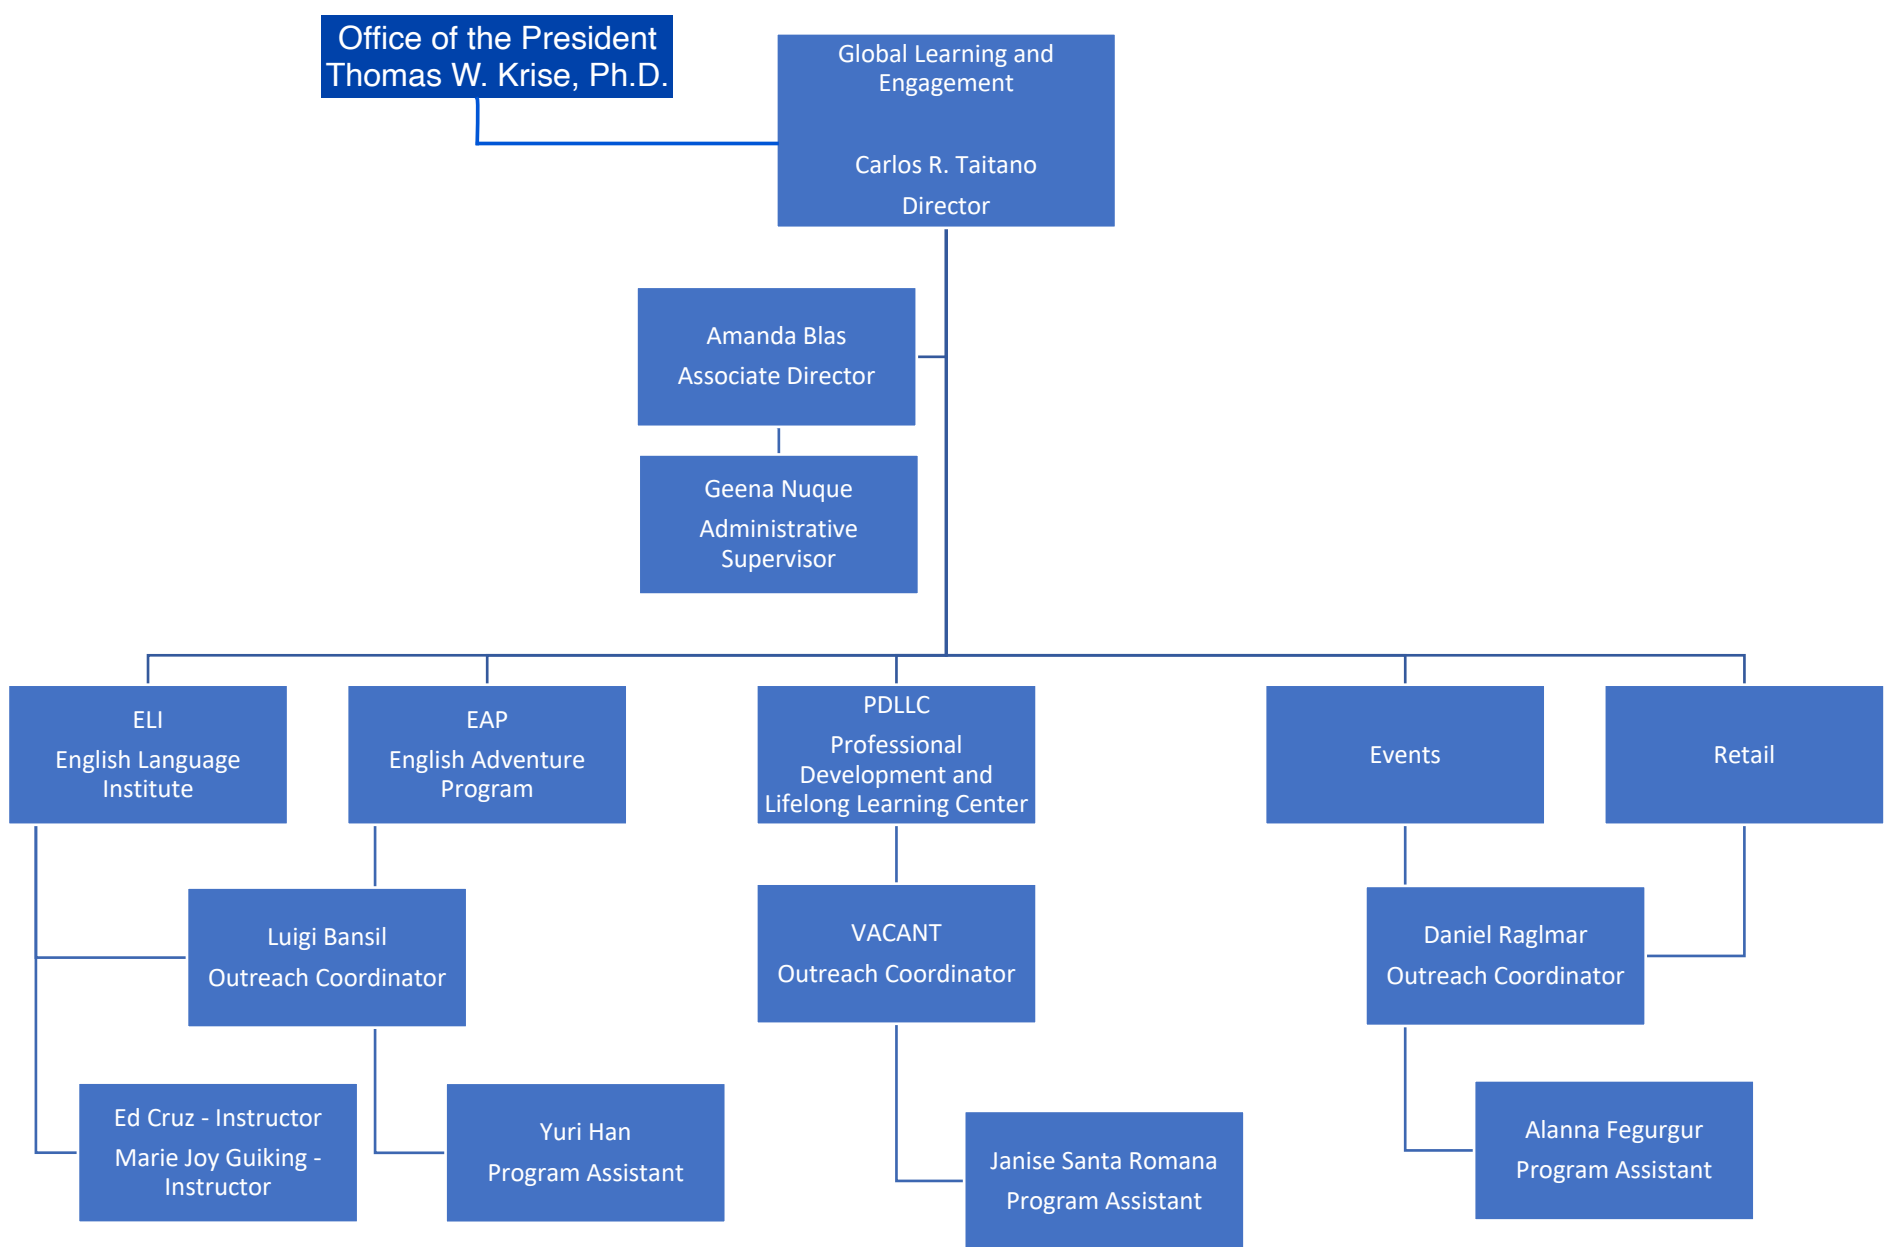 Office of the President
Thomas W. Krise, Ph.D.
Global Learning and
Engagement
Carlos R. Taitano
Director
Amanda Blas
Associate Director
Geena Nuque
Administrative
Supervisor
ELI
English Language
Institute
EAP
English Adventure
Program
PDLLC
Professional
Development and
Lifelong Learning Center
Events
Retail
Luigi Bansil
Outreach Coordinator
VACANT
Outreach Coordinator
Daniel Raglmar
Outreach Coordinator
Ed Cruz - Instructor
Marie Joy Guiking -
Instructor
Yuri Han
Program Assistant
Janise Santa Romana
Program Assistant
Alanna Fegurgur
Program Assistant